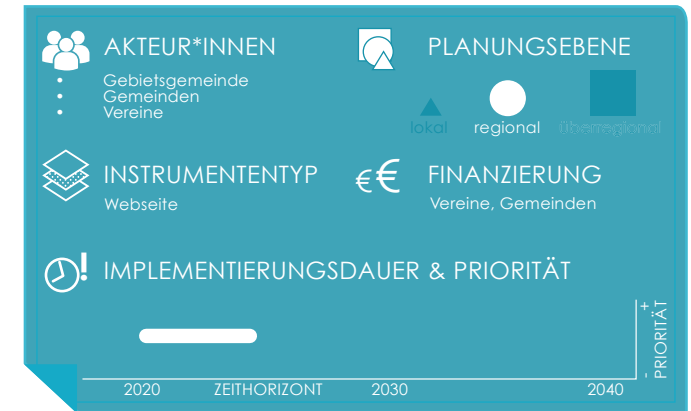 AKTEUR*INNEN
• Gebietsgemeinde
• Gemeinden
• Vereine
PLANUNGSEBENE
lokal regional überregional
INSTRUMENTENTYP
Webseite
€€ FINANZIERUNG
Vereine, Gemeinden
! IMPLEMENTIERUNGSDAUER & PRIORITÄT
- PRIORITÄT +
2020 ZEITHORIZONT 2030 2040